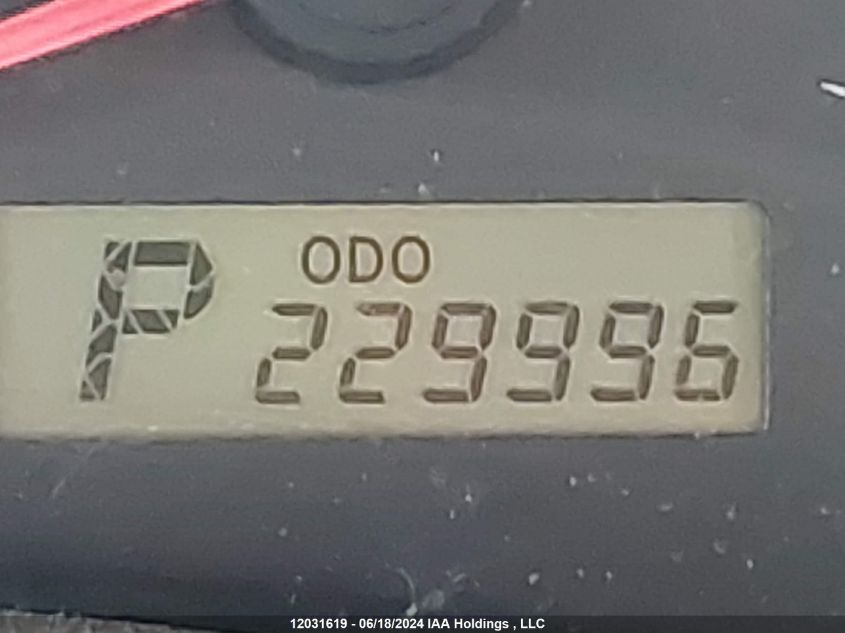 ODO
P 229996
12031619 - 06/18/2024 IAA Holdings , LLC